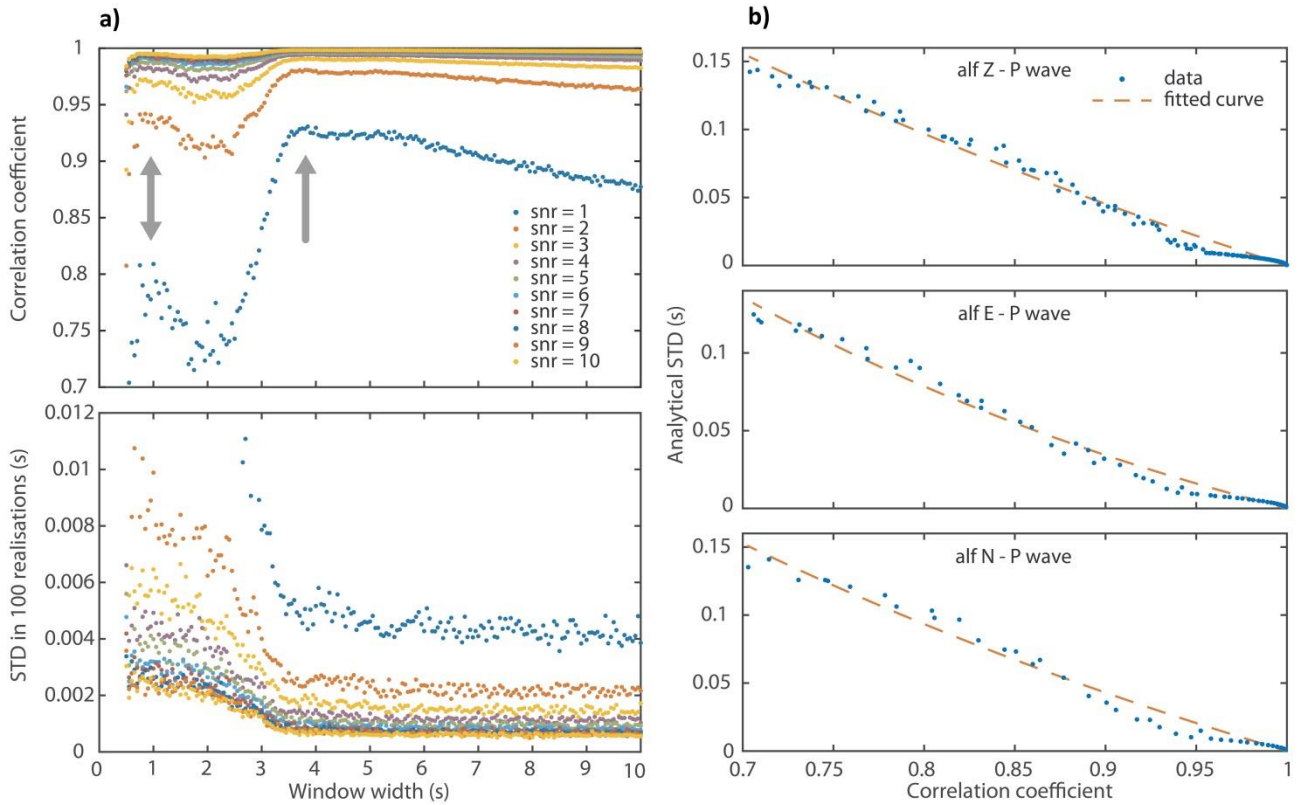 a)
Correlation coefficient
1
0.95
0.9
0.85
0.8
0.75
0.7
snr = 1
snr = 2
snr = 3
snr = 4
snr = 5
snr = 6
snr = 7
snr = 8
snr = 9
snr = 10
STD in 100 realisations (s)
0.012
0.01
0.008
0.006
0.004
0.002
0
0 1 2 3 4 5 6 7 8 9 10
Window width (s)
b)
Analytical STD (s)
alf Z - P wave
data
fitted curve
0.15
0.1
0.05
0
alf E - P wave
0.1
0.05
0
alf N - P wave
0.15
0.1
0.05
0
0.7 0.75 0.8 0.85 0.9 0.95 1
Correlation coefficient